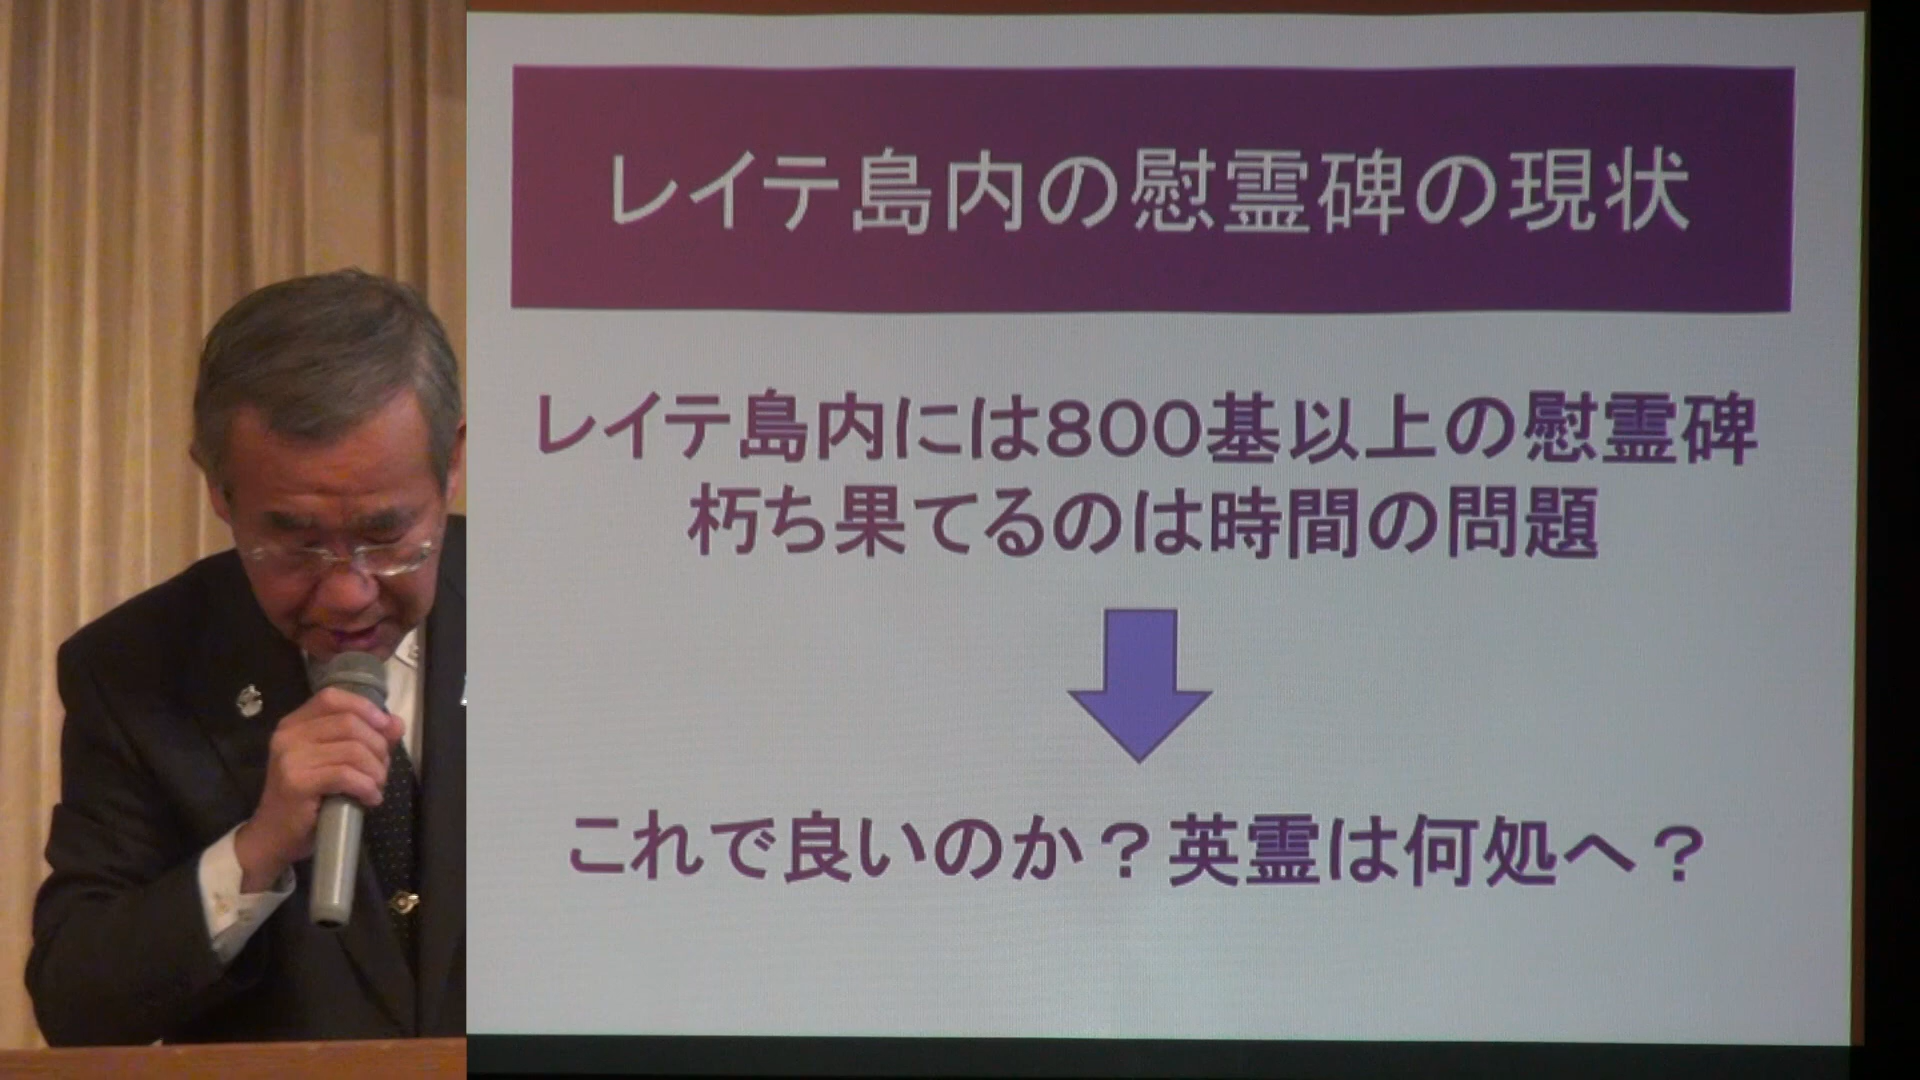 レイテ島内の慰霊碑の現状
レイテ島内には800基以上の慰霊碑
朽ち果てるのは時間の問題
これで良いのか？英霊は何処へ？